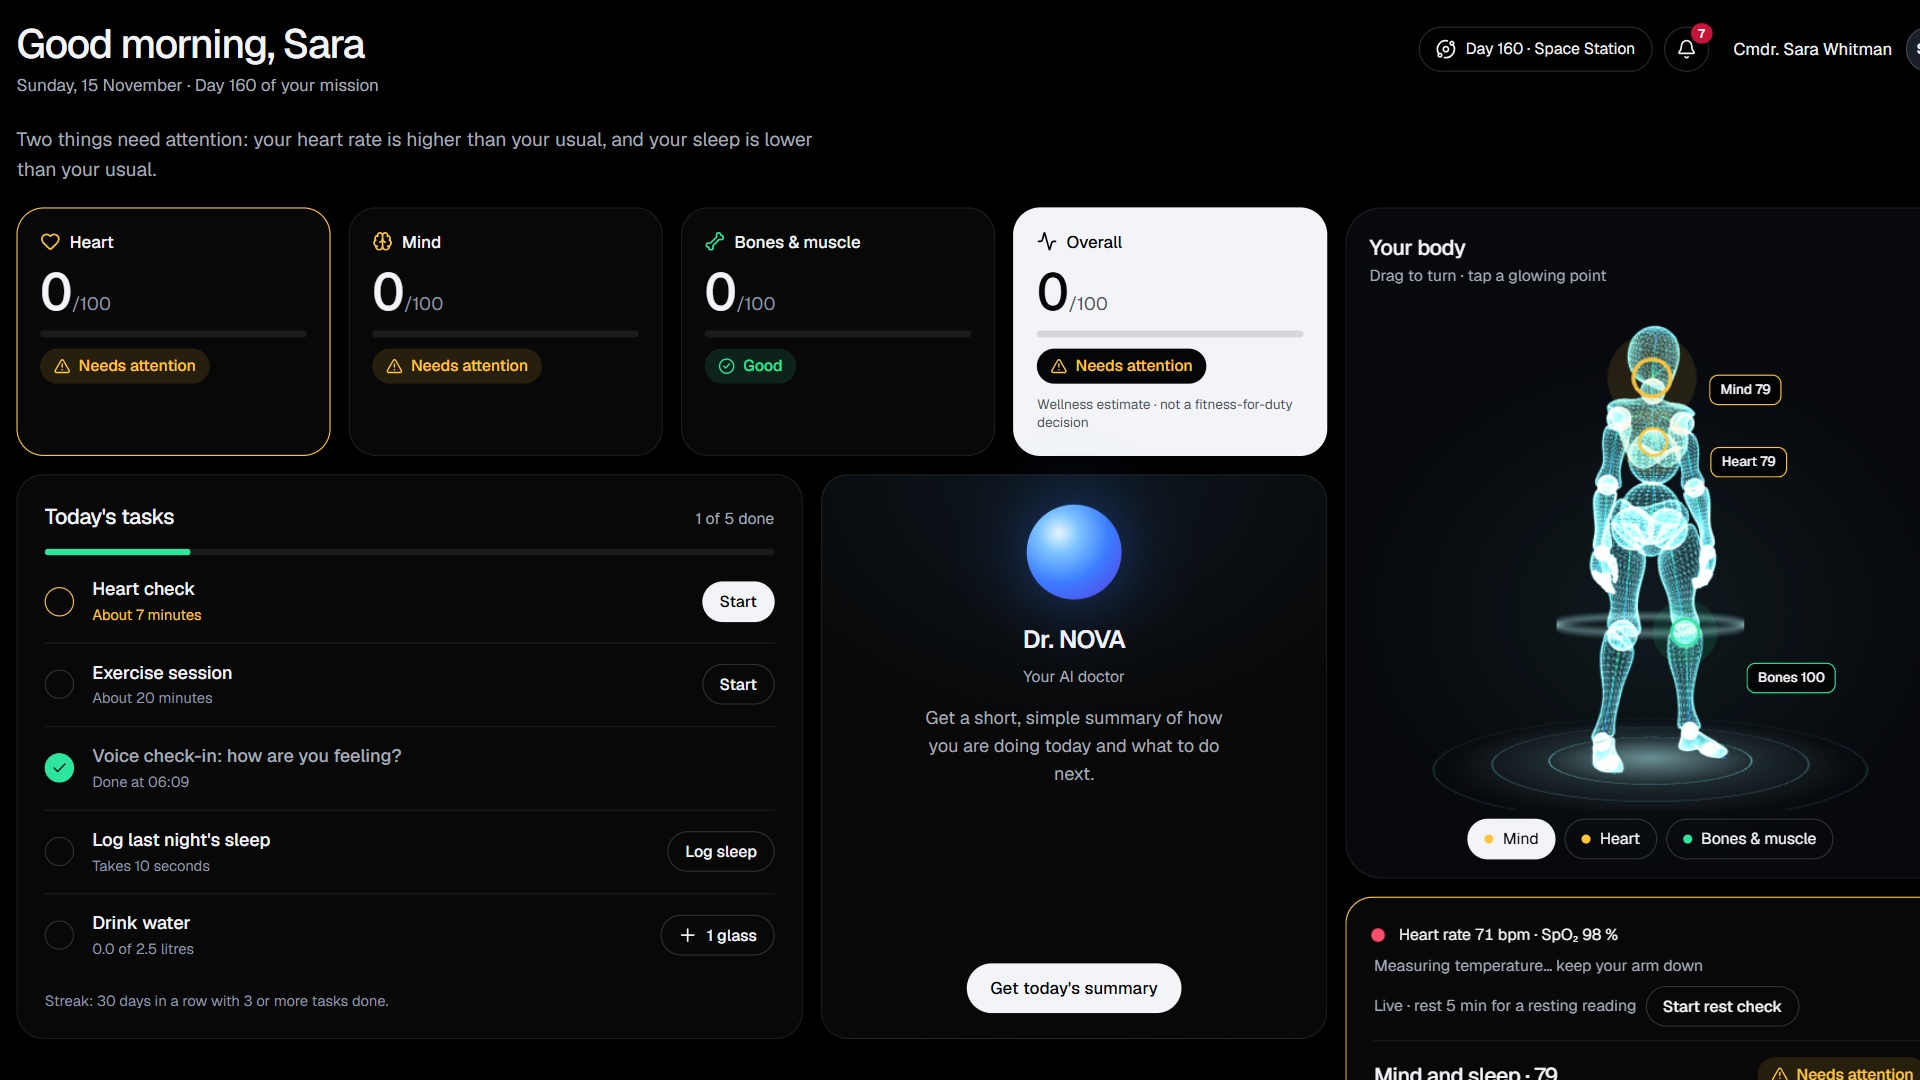 Good morning, Sara
Sunday, 15 November · Day 160 of your mission
Day 160 · Space Station
7
Cmdr. Sara Whitman
Two things need attention: your heart rate is higher than your usual, and your sleep is lower
than your usual.
Heart
0/100
Needs attention
Mind
0/100
Needs attention
Bones & muscle
0/100
Good
Overall
0/100
Needs attention
Wellness estimate · not a fitness-for-duty
decision
Today's tasks
1 of 5 done
Heart check
About 7 minutes
Start
Exercise session
About 20 minutes
Start
Voice check-in: how are you feeling?
Done at 06:09
Log last night's sleep
Takes 10 seconds
Log sleep
Drink water
0.0 of 2.5 litres
1 glass
Streak: 30 days in a row with 3 or more tasks done.
Dr. NOVA
Your AI doctor
Get a short, simple summary of how
you are doing today and what to do
next.
Get today's summary
Your body
Drag to turn · tap a glowing point
Mind 79
Heart 79
Bones 100
Mind
Heart
Bones & muscle
Heart rate 71 bpm · SpO₂ 98 %
Measuring temperature... keep your arm down
Live · rest 5 min for a resting reading
Start rest check
Mind and sleep · 79
Needs attention